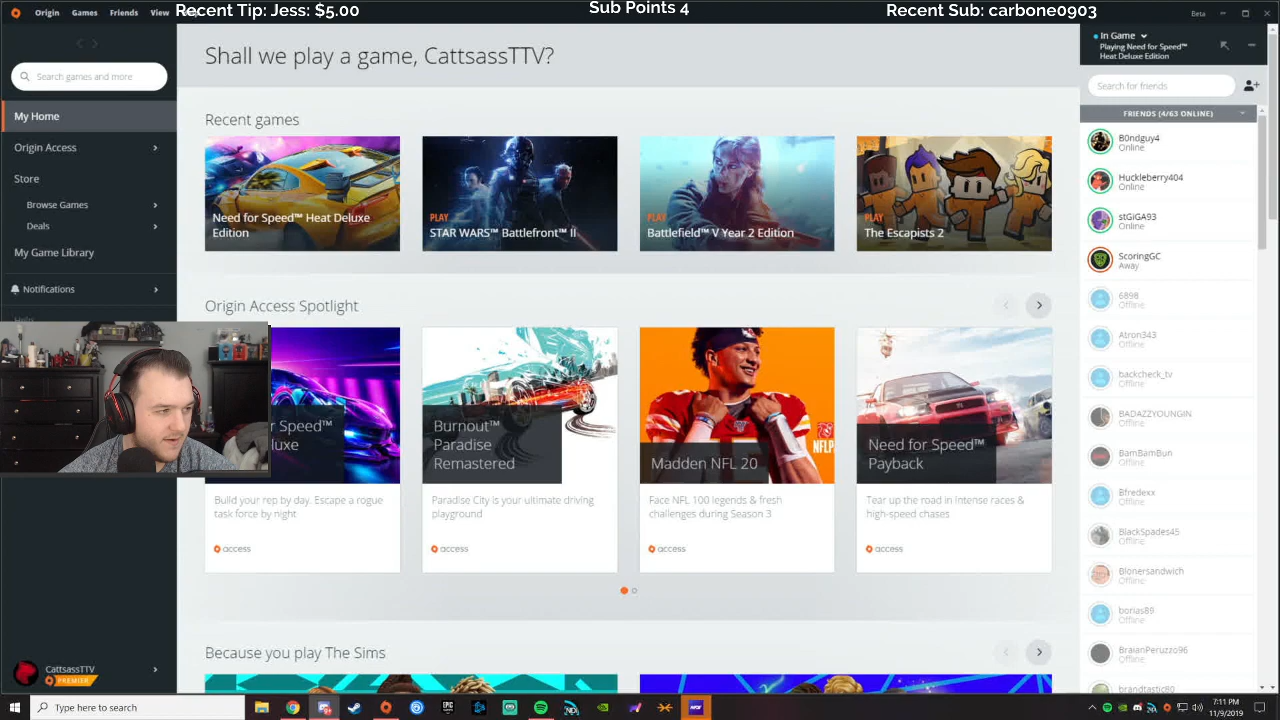 Origin Games Friends View
Recent Tip: Jess: $5.00
Sub Points 4
Recent Sub: carbone0903
Beta
Search games and more
My Home
Origin Access
Store
Browse Games
Deals
My Game Library
Notifications
CattsassTTV
PREMIER
Shall we play a game, CattsassTTV?
Recent games
Need for Speed™ Heat Deluxe
Edition
PLAY
STAR WARS™ Battlefront™ II
PLAY
Battlefield™ V Year 2 Edition
PLAY
The Escapists 2
Origin Access Spotlight
r Speed™
luxe
Build your rep by day. Escape a rogue
task force by night
access
Burnout™
Paradise
Remastered
Paradise City is your ultimate driving
playground
access
Madden NFL 20
Face NFL 100 legends & fresh
challenges during Season 3
access
Need for Speed™
Payback
Tear up the road in intense races &
high-speed chases
access
Because you play The Sims
In Game
Playing Need for Speed™
Heat Deluxe Edition
Search for friends
FRIENDS (4/63 ONLINE)
B0ndguy4
Online
Huckleberry404
Online
stGiGA93
Online
ScoringGC
Away
6898
Offline
Atron343
Offline
backcheck_tv
Offline
BADAZZYOUNGIN
Offline
BamBamBun
Offline
Bfredexx
Offline
BlackSpades45
Offline
Blonersandwich
Offline
borias89
Offline
BraianPeruzzo96
Offline
brandtastic80
Type here to search
7:11 PM
11/9/2019